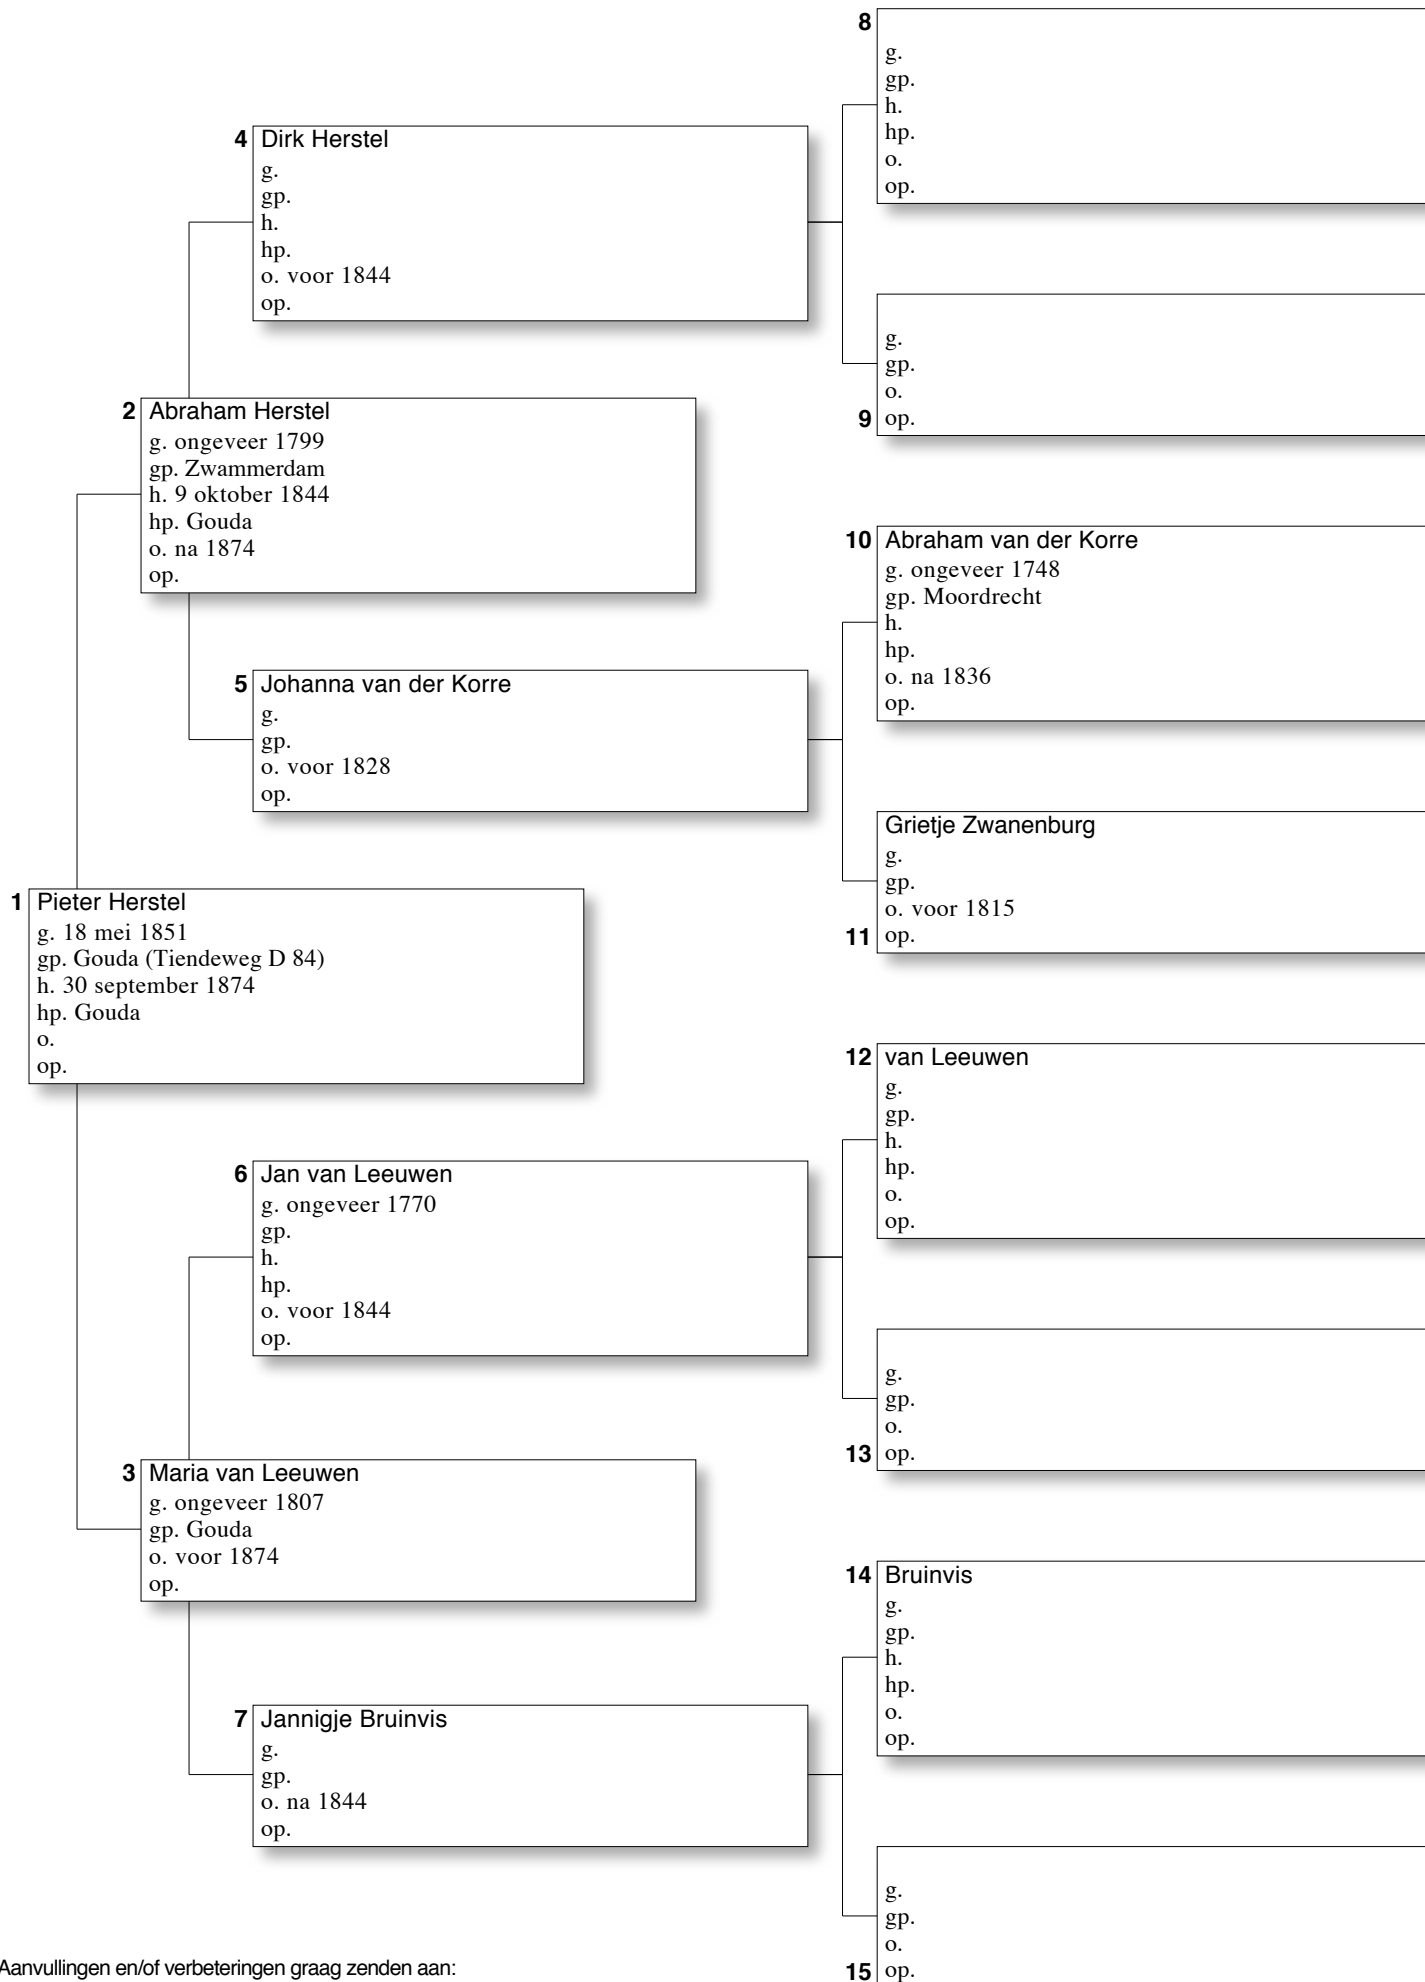 8
g.
gp.
h.
hp.
o.
op.
4 Dirk Herstel
g.
gp.
h.
hp.
o. voor 1844
op.
g.
gp.
o.
9 op.
2 Abraham Herstel
g. ongeveer 1799
gp. Zwammerdam
h. 9 oktober 1844
hp. Gouda
o. na 1874
op.
10 Abraham van der Korre
g. ongeveer 1748
gp. Moordrecht
h.
hp.
o. na 1836
op.
5 Johanna van der Korre
g.
gp.
o. voor 1828
op.
Grietje Zwanenburg
g.
gp.
o. voor 1815
11 op.
1 Pieter Herstel
g. 18 mei 1851
gp. Gouda (Tiendeweg D 84)
h. 30 september 1874
hp. Gouda
o.
op.
12 van Leeuwen
g.
gp.
h.
hp.
o.
op.
6 Jan van Leeuwen
g. ongeveer 1770
gp.
h.
hp.
o. voor 1844
op.
g.
gp.
o.
13 op.
3 Maria van Leeuwen
g. ongeveer 1807
gp. Gouda
o. voor 1874
op.
14 Bruinvis
g.
gp.
h.
hp.
o.
op.
7 Jannigje Bruinvis
g.
gp.
o. na 1844
op.
g.
gp.
o.
15 op.
Aanvullingen en/of verbeteringen graag zenden aan: